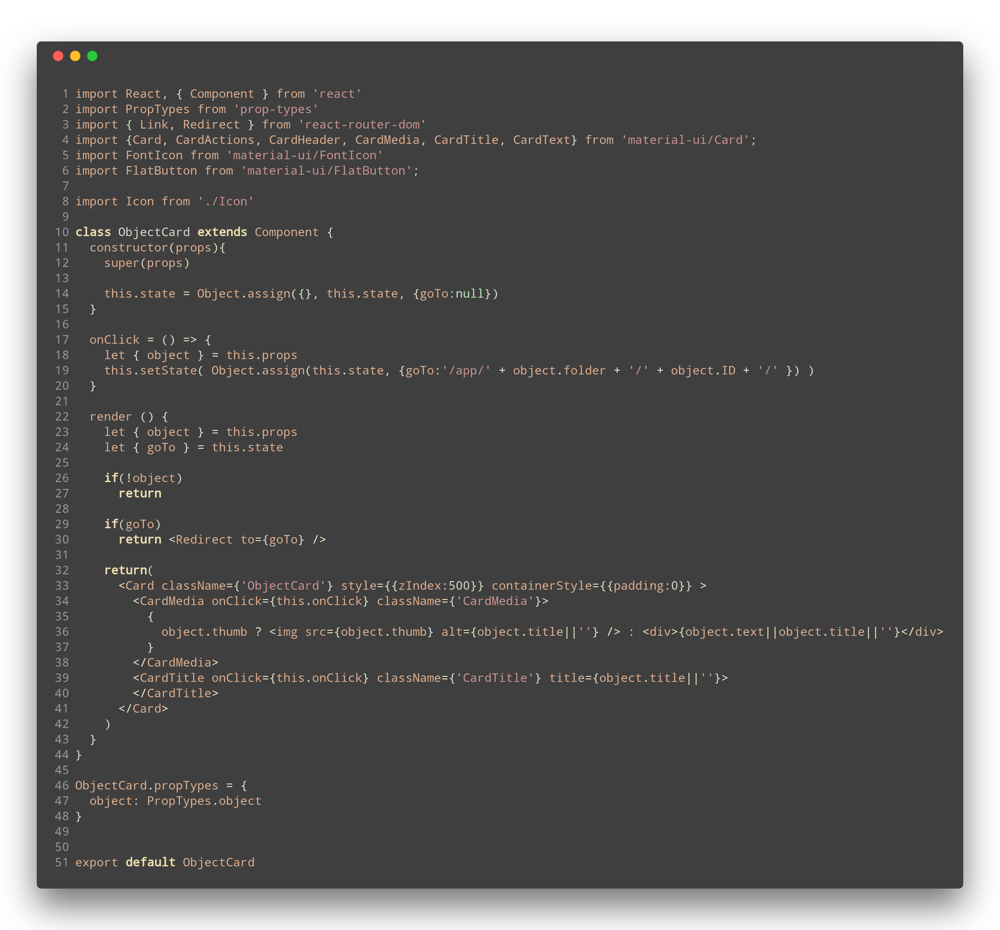 1 import React, { Component } from 'react'
2 import PropTypes from 'prop-types'
3 import { Link, Redirect } from 'react-router-dom'
4 import {Card, CardActions, CardHeader, CardMedia, CardTitle, CardText} from 'material-ui/Card';
5 import FontIcon from 'material-ui/FontIcon'
6 import FlatButton from 'material-ui/FlatButton';
7
8 import Icon from './Icon'
9
10 class ObjectCard extends Component {
11   constructor(props){
12     super(props)
13
14     this.state = Object.assign({}, this.state, {goTo:null})
15   }
16
17   onClick = () => {
18     let { object } = this.props
19     this.setState( Object.assign(this.state, {goTo:'/app/' + object.folder + '/' + object.ID + '/' }) )
20   }
21
22   render () {
23     let { object } = this.props
24     let { goTo } = this.state
25
26     if(!object)
27       return
28
29     if(goTo)
30       return <Redirect to={goTo} />
31
32     return(
33       <Card className={'ObjectCard'} style={{zIndex:500}} containerStyle={{padding:0}} >
34         <CardMedia onClick={this.onClick} className={'CardMedia'}>
35           {
36             object.thumb ? <img src={object.thumb} alt={object.title||''} /> : <div>{object.text||object.title||''}</div>
37           }
38         </CardMedia>
39         <CardTitle onClick={this.onClick} className={'CardTitle'} title={object.title||''}>
40         </CardTitle>
41       </Card>
42     )
43   }
44 }
45
46 ObjectCard.propTypes = {
47   object: PropTypes.object
48 }
49
50
51 export default ObjectCard